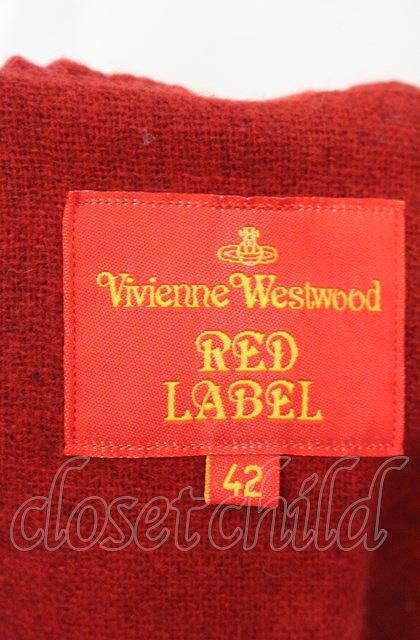 Vivienne Westwood
RED
LABEL
42
closet child